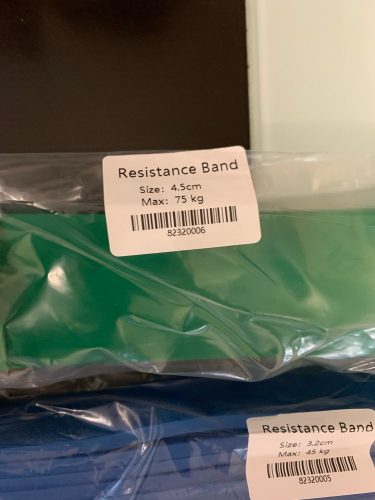 Resistance Band
Size: 4.5cm
Max: 75 kg
82320006
Resistance Band
Size: 3.2cm
Max: 45 kg
82320005